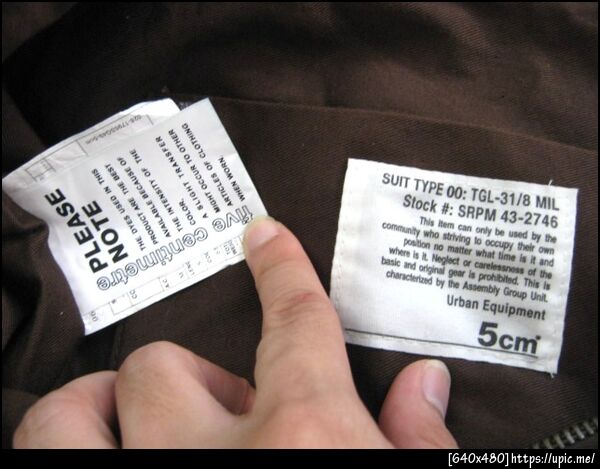 026-179SG49-5cm
PLEASE
NOTE
THE DYES USED IN THIS
PRODUCT ARE THE BEST
AVAILABLE BECAUSE OF
THE INTENSITY OF THE
COLOR,
A SLIGHT TRANSFER
MIGHT OCCUR TO OTHER
ARTICLES OF CLOTHING
WHEN WORN
five centimetre
SUIT TYPE 00: TGL-31/8 MIL
Stock #: SRPM 43-2746
This item can only be used by the
community who striving to occupy their own
position no matter what time is it and
where is it. Neglect or carelessness of the
basic and original gear is prohibited. This is
characterized by the Assembly Group Unit.
Urban Equipment
5cm
[640x480]https://upic.me/